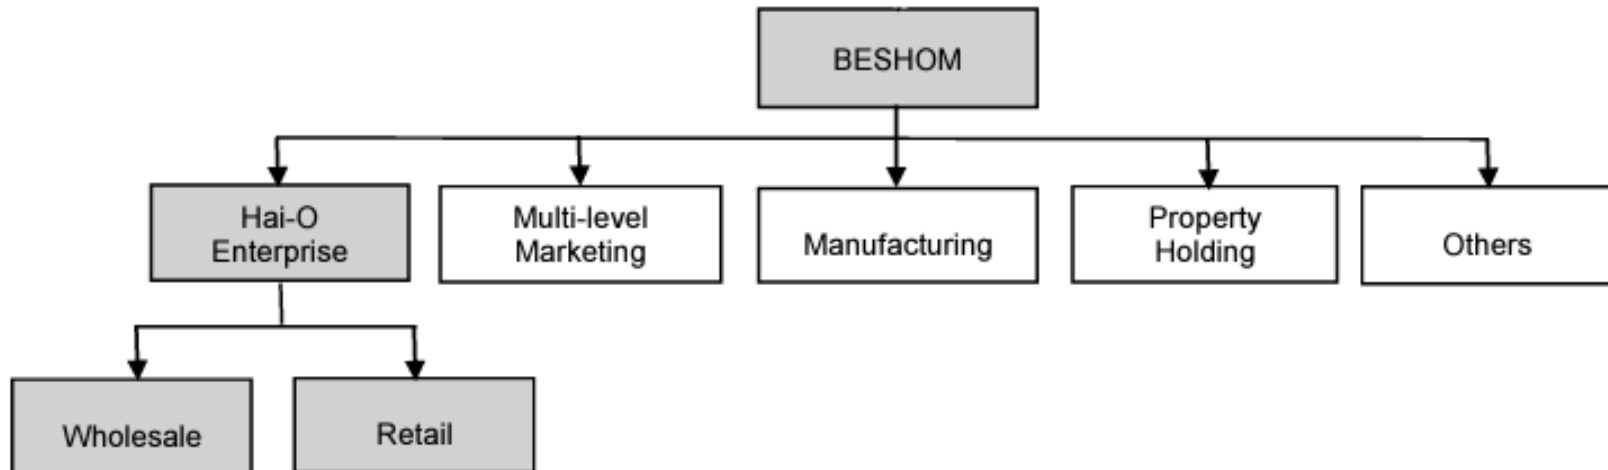 BESHOM
Hai-O
Enterprise
Multi-level
Marketing
Manufacturing
Property
Holding
Others
Wholesale
Retail